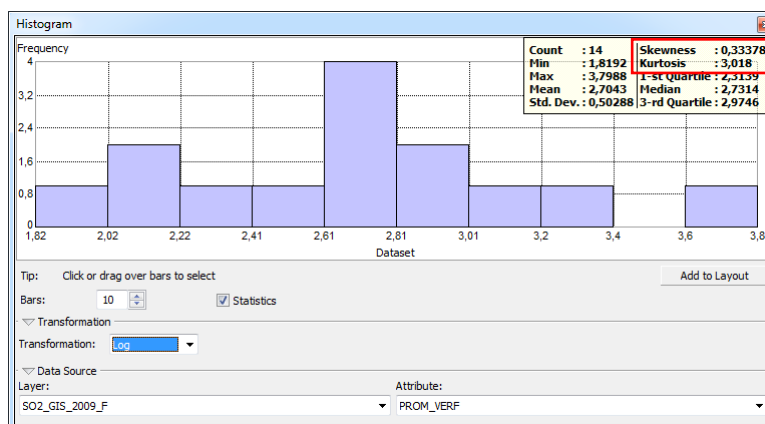 Histogram
Frequency
Count : 14 Skewness : 0,33378
Min : 1,8192 Kurtosis : 3,018
Max : 3,7988 1-st Quartile : 2,3139
Mean : 2,7043 Median : 2,7314
Std. Dev. : 0,50288 3-rd Quartile : 2,9746
4
3,2
2,4
1,6
0,8
0
1,82 2,02 2,22 2,41 2,61 2,81 3,01 3,2 3,4 3,6 3,8
Dataset
Tip: Click or drag over bars to select Add to Layout
Bars: 10 Statistics
Transformation
Transformation: Log
Data Source
Layer: Attribute:
SO2_GIS_2009_F PROM_VERF